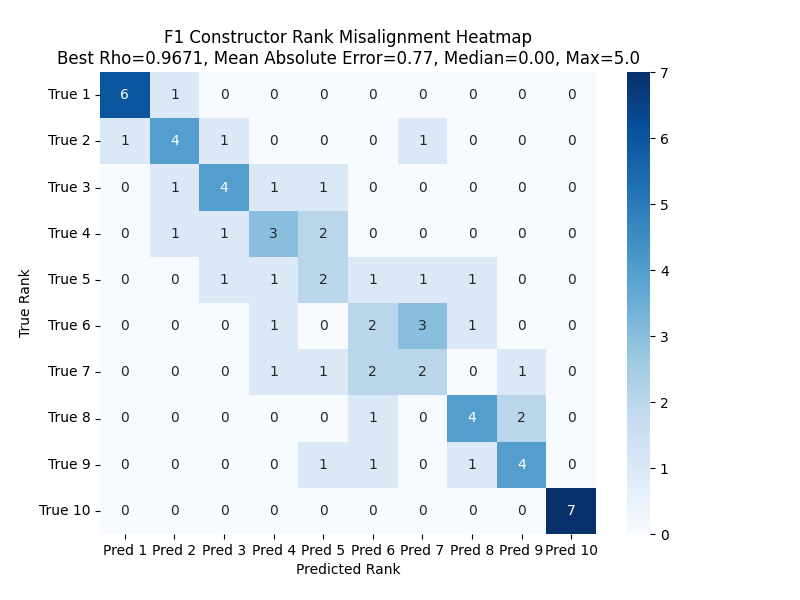 F1 Constructor Rank Misalignment Heatmap
Best Rho=0.9671, Mean Absolute Error=0.77, Median=0.00, Max=5.0
True 1 6 1 0 0 0 0 0 0 0 0
True 2 1 4 1 0 0 0 1 0 0 0
True 3 0 1 4 1 1 0 0 0 0 0
True 4 0 1 1 3 2 0 0 0 0 0
True 5 0 0 1 1 2 1 1 1 0 0
True 6 0 0 0 1 0 2 3 1 0 0
True 7 0 0 0 1 1 2 2 0 1 0
True 8 0 0 0 0 0 1 0 4 2 0
True 9 0 0 0 0 1 1 0 1 4 0
True 10 0 0 0 0 0 0 0 0 0 7
Pred 1 Pred 2 Pred 3 Pred 4 Pred 5 Pred 6 Pred 7 Pred 8 Pred 9 Pred 10
Predicted Rank
True Rank
7
6
5
4
3
2
1
0